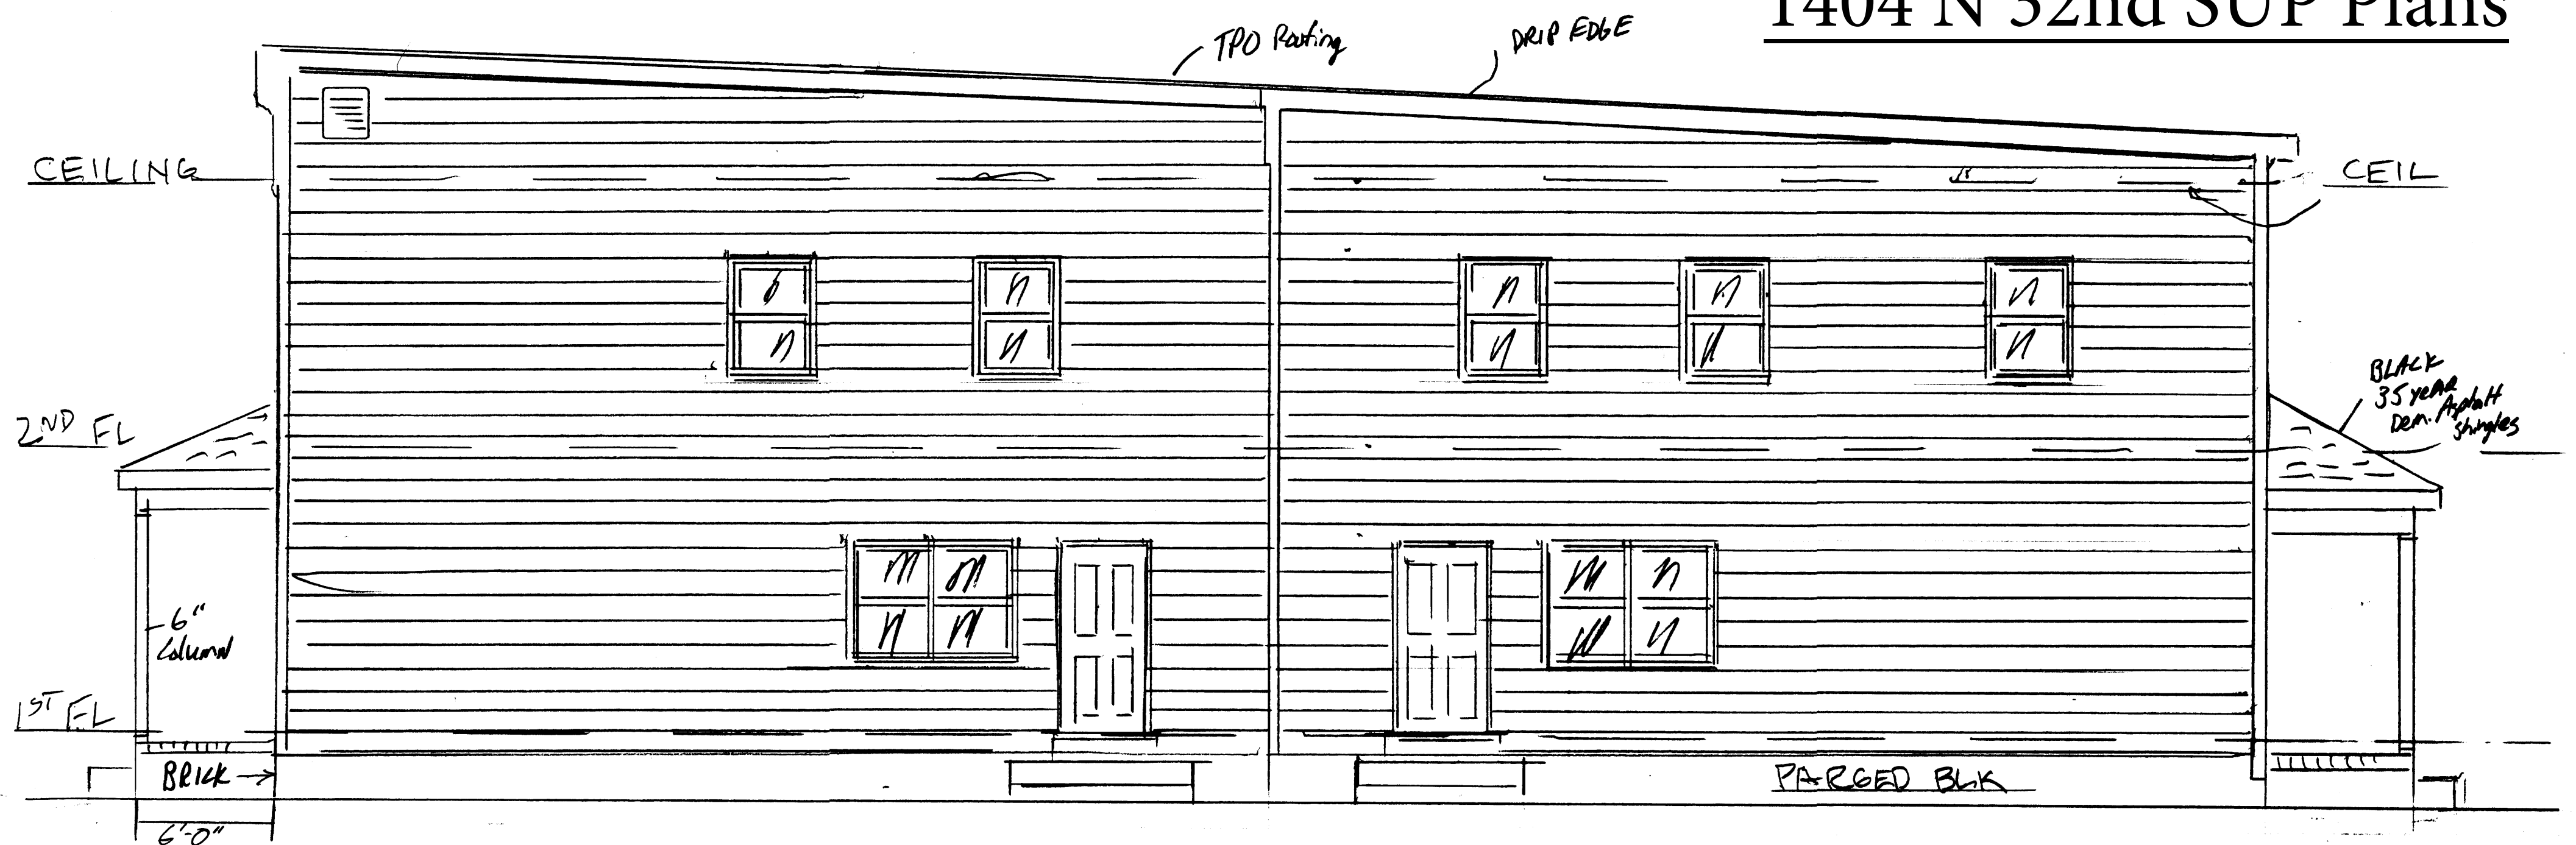 1404 N 32nd SUP Plans
TPO Roofing
DRIP EDGE
CEILING
CEIL
BLACK
35 year
Dem. Asphalt
Shingles
2ND FL
6"
Column
1ST FL
BRICK
PARGED BLK
6'-0"